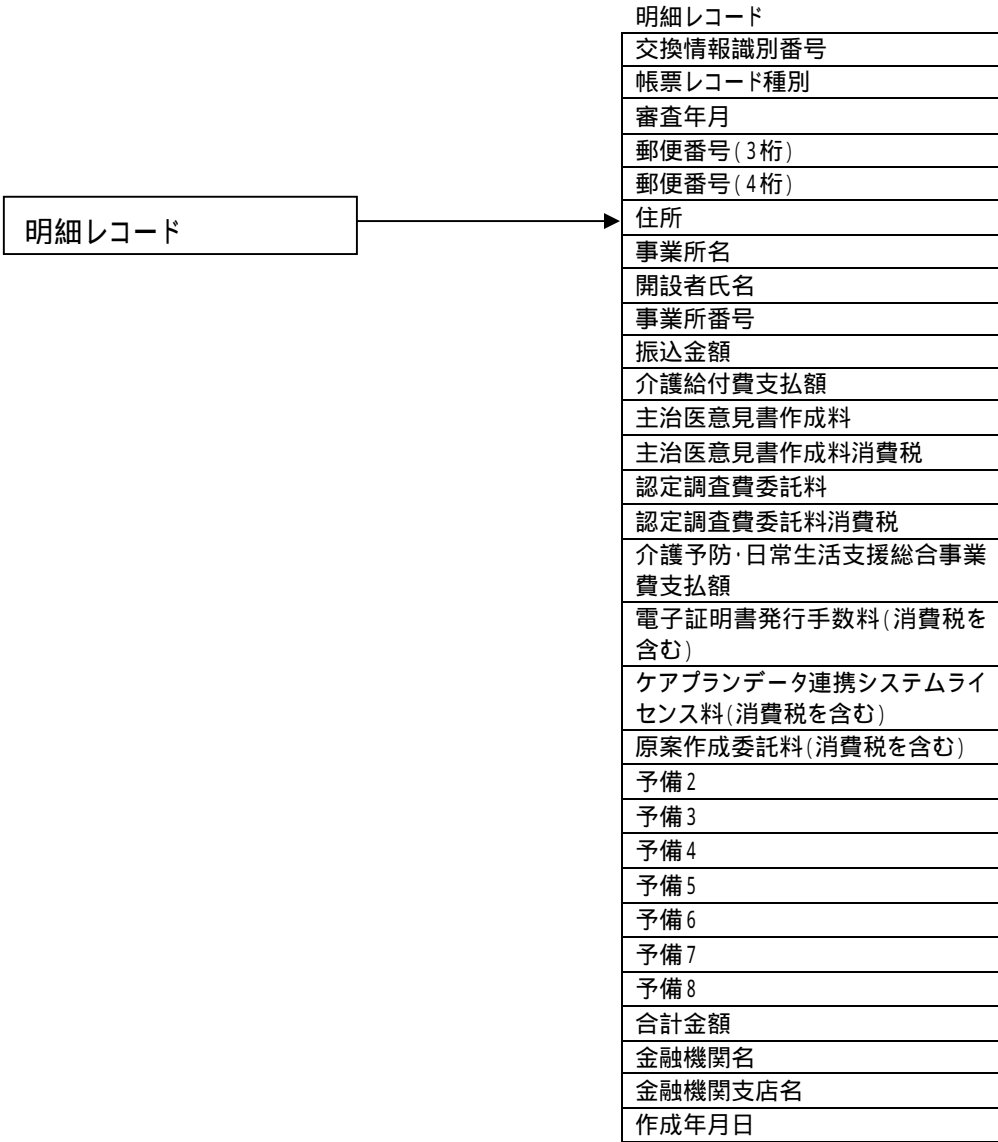 明細レコード
明細レコード
交換情報識別番号
帳票レコード種別
審査年月
郵便番号(3桁)
郵便番号(4桁)
住所
事業所名
開設者氏名
事業所番号
振込金額
介護給付費支払額
主治医意見書作成料
主治医意見書作成料消費税
認定調査費委託料
認定調査費委託料消費税
介護予防・日常生活支援総合事業
費支払額
電子証明書発行手数料(消費税を
含む)
ケアプランデータ連携システムライ
センス料(消費税を含む)
原案作成委託料(消費税を含む)
予備2
予備3
予備4
予備5
予備6
予備7
予備8
合計金額
金融機関名
金融機関支店名
作成年月日